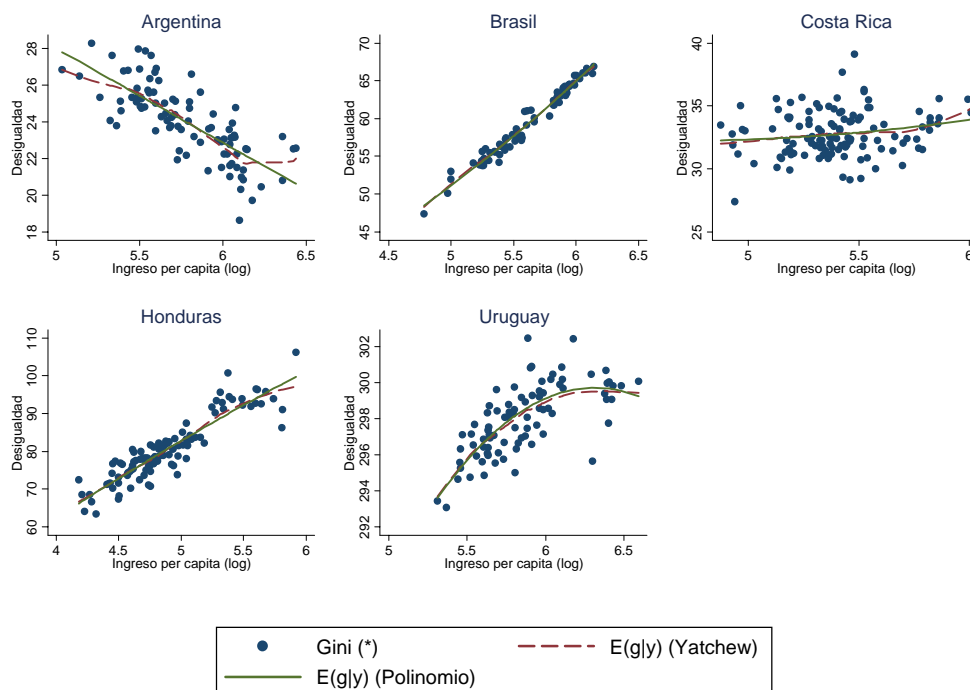 Argentina
Desigualdad
28
26
24
22
20
18
5
5.5
6
6.5
Ingreso per capita (log)
Brasil
Desigualdad
70
65
60
55
50
45
4.5
5
5.5
6
6.5
Ingreso per capita (log)
Costa Rica
Desigualdad
40
35
30
25
5
5.5
6
Ingreso per capita (log)
Honduras
Desigualdad
110
100
90
80
70
60
4
4.5
5
5.5
6
Ingreso per capita (log)
Uruguay
Desigualdad
302
300
298
296
294
292
5
5.5
6
6.5
Ingreso per capita (log)
Gini (*)
E(g|y) (Yatchew)
E(g|y) (Polinomio)